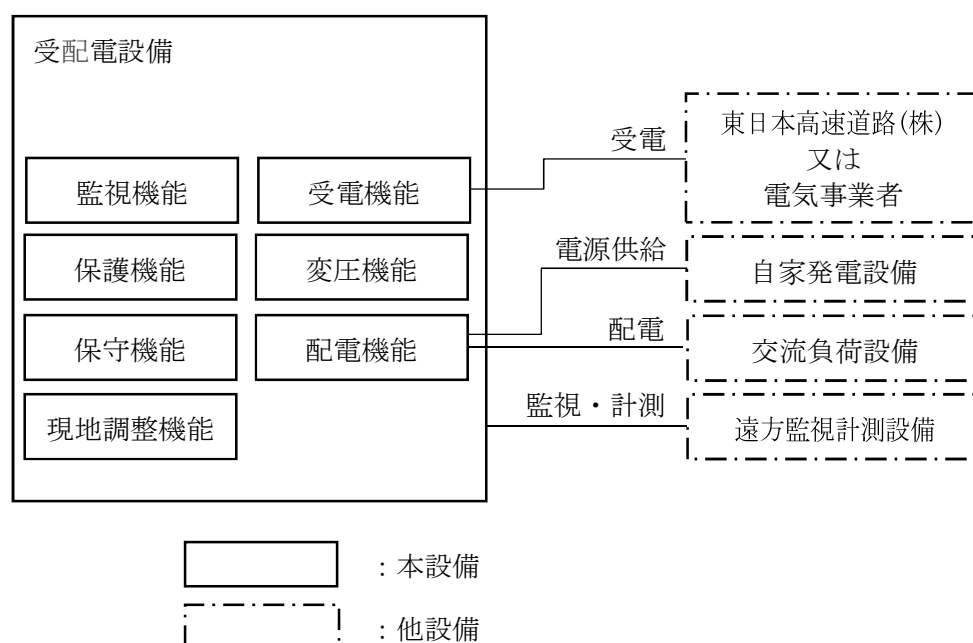 受配電設備
監視機能
受電機能
保護機能
変圧機能
保守機能
配電機能
現地調整機能
受電
東日本高速道路(株)
又は
電気事業者
電源供給
自家発電設備
配電
交流負荷設備
監視・計測
遠方監視計測設備
：本設備
：他設備